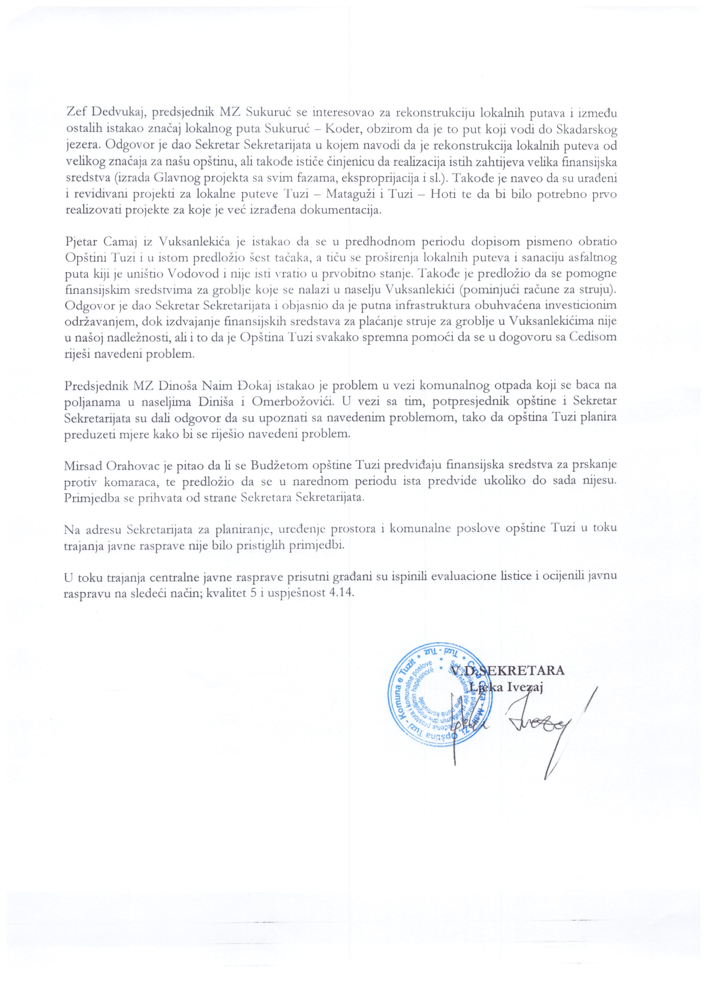 Zef Dedvukaj, predsjednik MZ Sukuruć se interesovao za rekonstrukciju lokalnih putava i između
ostalih istakao značaj lokalnog puta Sukuruć – Koder, obzirom da je to put koji vodi do Skadarskog
jezera. Odgovor je dao Sekretar Sekretarijata u kojem navodi da je rekonstrukcija lokalnih puteva od
velikog značaja za našu opštinu, ali takođe ističe činjenicu da realizacija istih zahtijeva velika finansijska
sredstva (izrada Glavnog projekta sa svim fazama, eksproprijacija i sl.). Takođe je naveo da su urađeni
i revidivani projekti za lokalne puteve Tuzi – Mataguži i Tuzi – Hoti te da bi bilo potrebno prvo
realizovati projekte za koje je već izrađena dokumentacija.
Pjetar Camaj iz Vuksanlekića je istakao da se u predhodnom periodu dopisom pismeno obratio
Opštini Tuzi i u istom predložio šest tačaka, a tiču se proširenja lokalnih puteva i sanaciju asfaltnog
puta kiji je uništio Vodovod i nije isti vratio u prvobitno stanje. Takođe je predložio da se pomogne
finansijskim sredstvima za groblje koje se nalazi u naselju Vuksanlekići (pominjući račune za struju).
Odgovor je dao Sekretar Sekretarijata i objasnio da je putna infrastruktura obuhvaćena investicionim
održavanjem, dok izdvajanje finansijskih sredstava za plaćanje struje za groblje u Vuksanlekićima nije
u našoj nadležnosti, ali i to da je Opština Tuzi svakako spremna pomoći da se u dogovoru sa Cedisom
riješi navedeni problem.
Predsjednik MZ Dinoša Naim Đokaj istakao je problem u vezi komunalnog otpada koji se baca na
poljanama u naseljima Diniša i Omerbožovići. U vezi sa tim, potpresjednik opštine i Sekretar
Sekretarijata su dali odgovor da su upoznati sa navedenim problemom, tako da opština Tuzi planira
preduzeti mjere kako bi se riješio navedeni problem.
Mirsad Orahovac je pitao da li se Budžetom opštine Tuzi predviđaju finansijska sredstva za prskanje
protiv komaraca, te predložio da se u narednom periodu ista predvide ukoliko do sada nijesu.
Primjedba se prihvata od strane Sekretara Sekretarijata.
Na adresu Sekretarijata za planiranje, uređenje prostora i komunalne poslove opštine Tuzi u toku
trajanja javne rasprave nije bilo pristiglih primjedbi.
U toku trajanja centralne javne rasprave prisutni građani su ispinili evaluacione listice i ocijenili javnu
raspravu na sledeći način; kvalitet 5 i uspješnost 4.14.
V.D.SEKRETARA
Ljeka Ivezaj
Crna Gora - Mali Zi, Opština Tuzi - Komuna e Tuzit * Tuzi - Tuz *
Sekretarijat za planiranje, uređenje prostora i komunalne poslove *
Sekretariati për planifikimin dhe rregullimin hapësinorë
dhe punë komunale